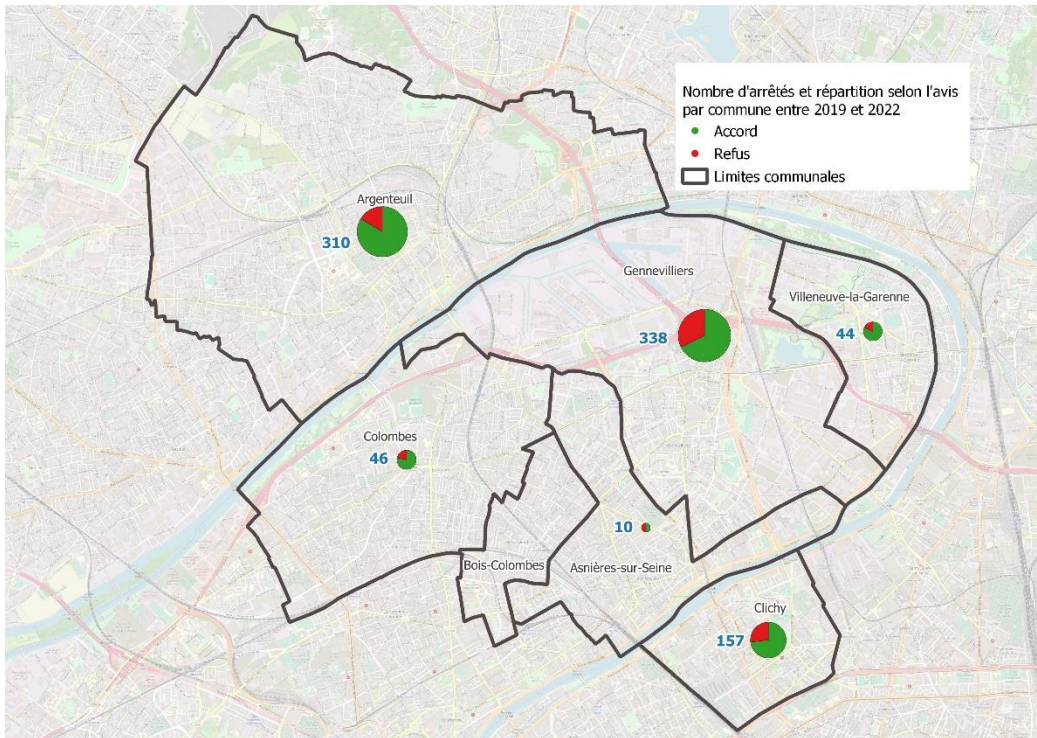 Nombre d'arrêtés et répartition selon l'avis
par commune entre 2019 et 2022
Accord
Refus
Limites communales
Argenteuil
310
Gennevilliers
338
Villeneuve-la-Garenne
44
Colombes
46
10
Bois-Colombes
Asnières-sur-Seine
Clichy
157